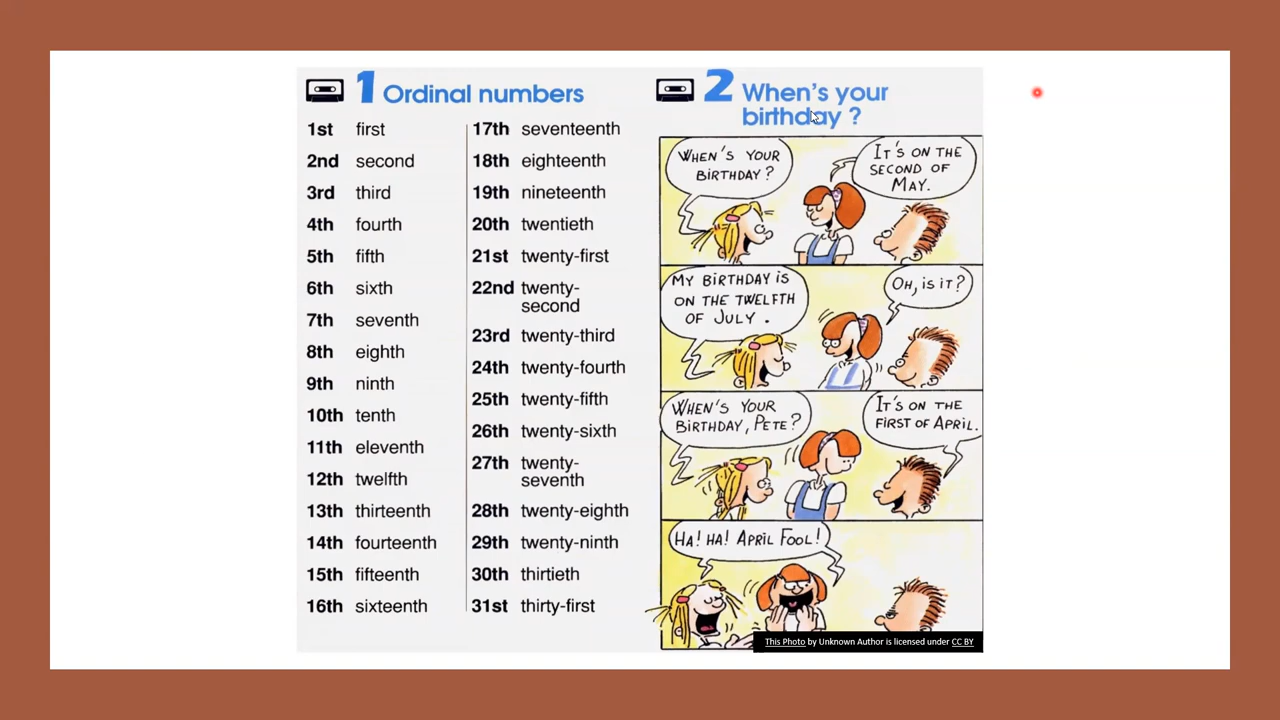 1 Ordinal numbers
1st first
2nd second
3rd third
4th fourth
5th fifth
6th sixth
7th seventh
8th eighth
9th ninth
10th tenth
11th eleventh
12th twelfth
13th thirteenth
14th fourteenth
15th fifteenth
16th sixteenth
17th seventeenth
18th eighteenth
19th nineteenth
20th twentieth
21st twenty-first
22nd twenty-
second
23rd twenty-third
24th twenty-fourth
25th twenty-fifth
26th twenty-sixth
27th twenty-
seventh
28th twenty-eighth
29th twenty-ninth
30th thirtieth
31st thirty-first
2 When's your
birthday ?
WHEN'S YOUR
BIRTHDAY?
IT'S ON THE
SECOND OF
MAY.
MY BIRTHDAY IS
ON THE TWELFTH
OF JULY .
OH, IS IT?
WHEN'S YOUR
BIRTHDAY, PETE?
IT'S ON THE
FIRST OF APRIL.
HA! HA! APRIL FOOL!
This Photo by Unknown Author is licensed under CC BY